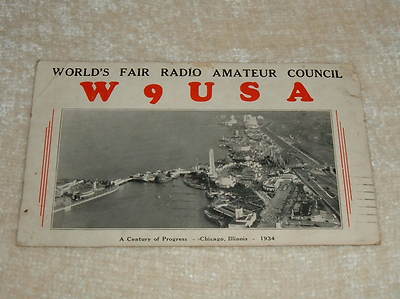 WORLD'S FAIR RADIO AMATEUR COUNCIL
W9USA
A Century of Progress - -Chicago, Illinois - 1934